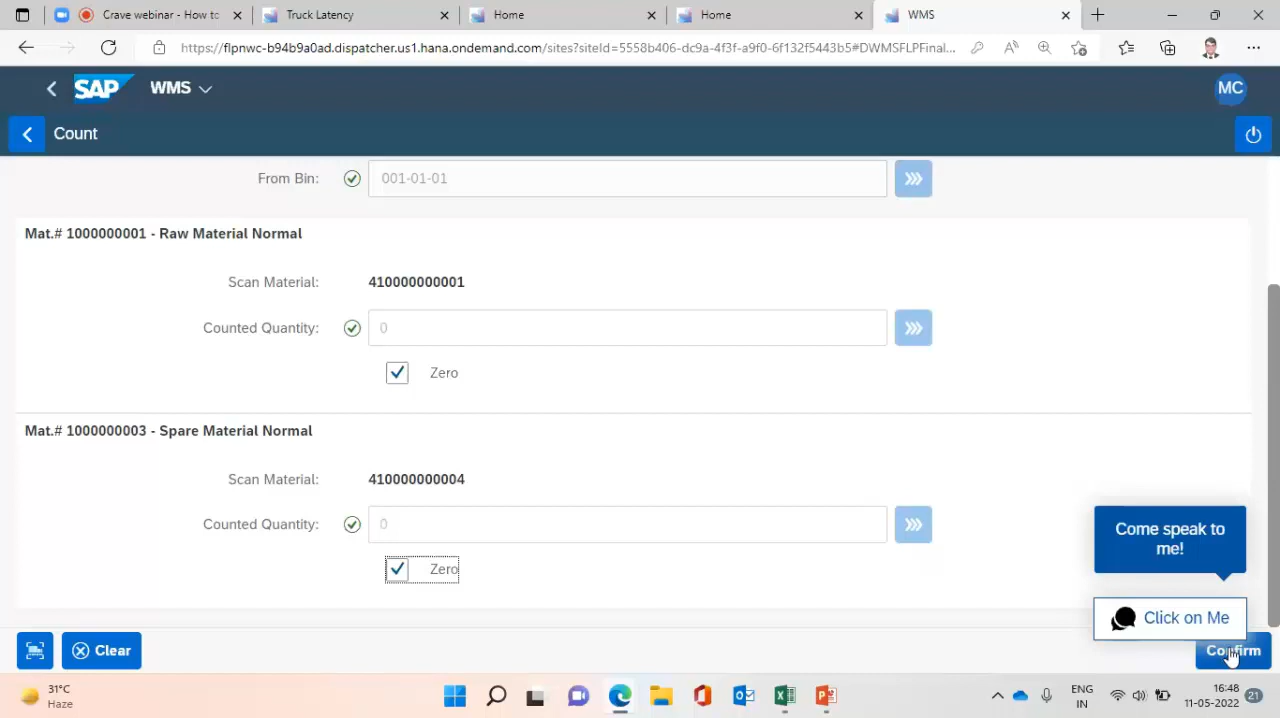 Crave webinar - How tc
Truck Latency
Home
Home
WMS
https://flpnwc-b94b9a0ad.dispatcher.us1.hana.ondemand.com/sites?siteId=5558b406-dc9a-4f3f-a9f0-6f132f5443b5#DWMSFLPFinal...
SAP WMS
MC
Count
From Bin: 001-01-01
Mat.# 1000000001 - Raw Material Normal
Scan Material: 410000000001
Counted Quantity: 0
Zero
Mat.# 1000000003 - Spare Material Normal
Scan Material: 410000000004
Counted Quantity: 0
Zero
Come speak to
me!
Click on Me
Clear
Confirm
31°C
Haze
ENG
IN
16:48
11-05-2022
21